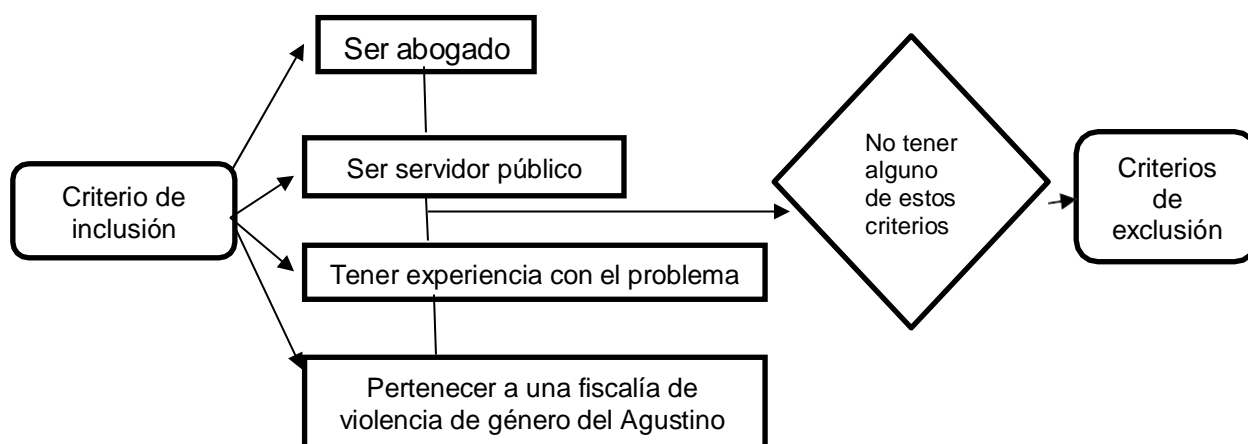 Criterio de
inclusión
Ser abogado
Ser servidor público
Tener experiencia con el problema
Pertenecer a una fiscalía de
violencia de género del Agustino
No tener
alguno
de estos
criterios
Criterios
de
exclusión